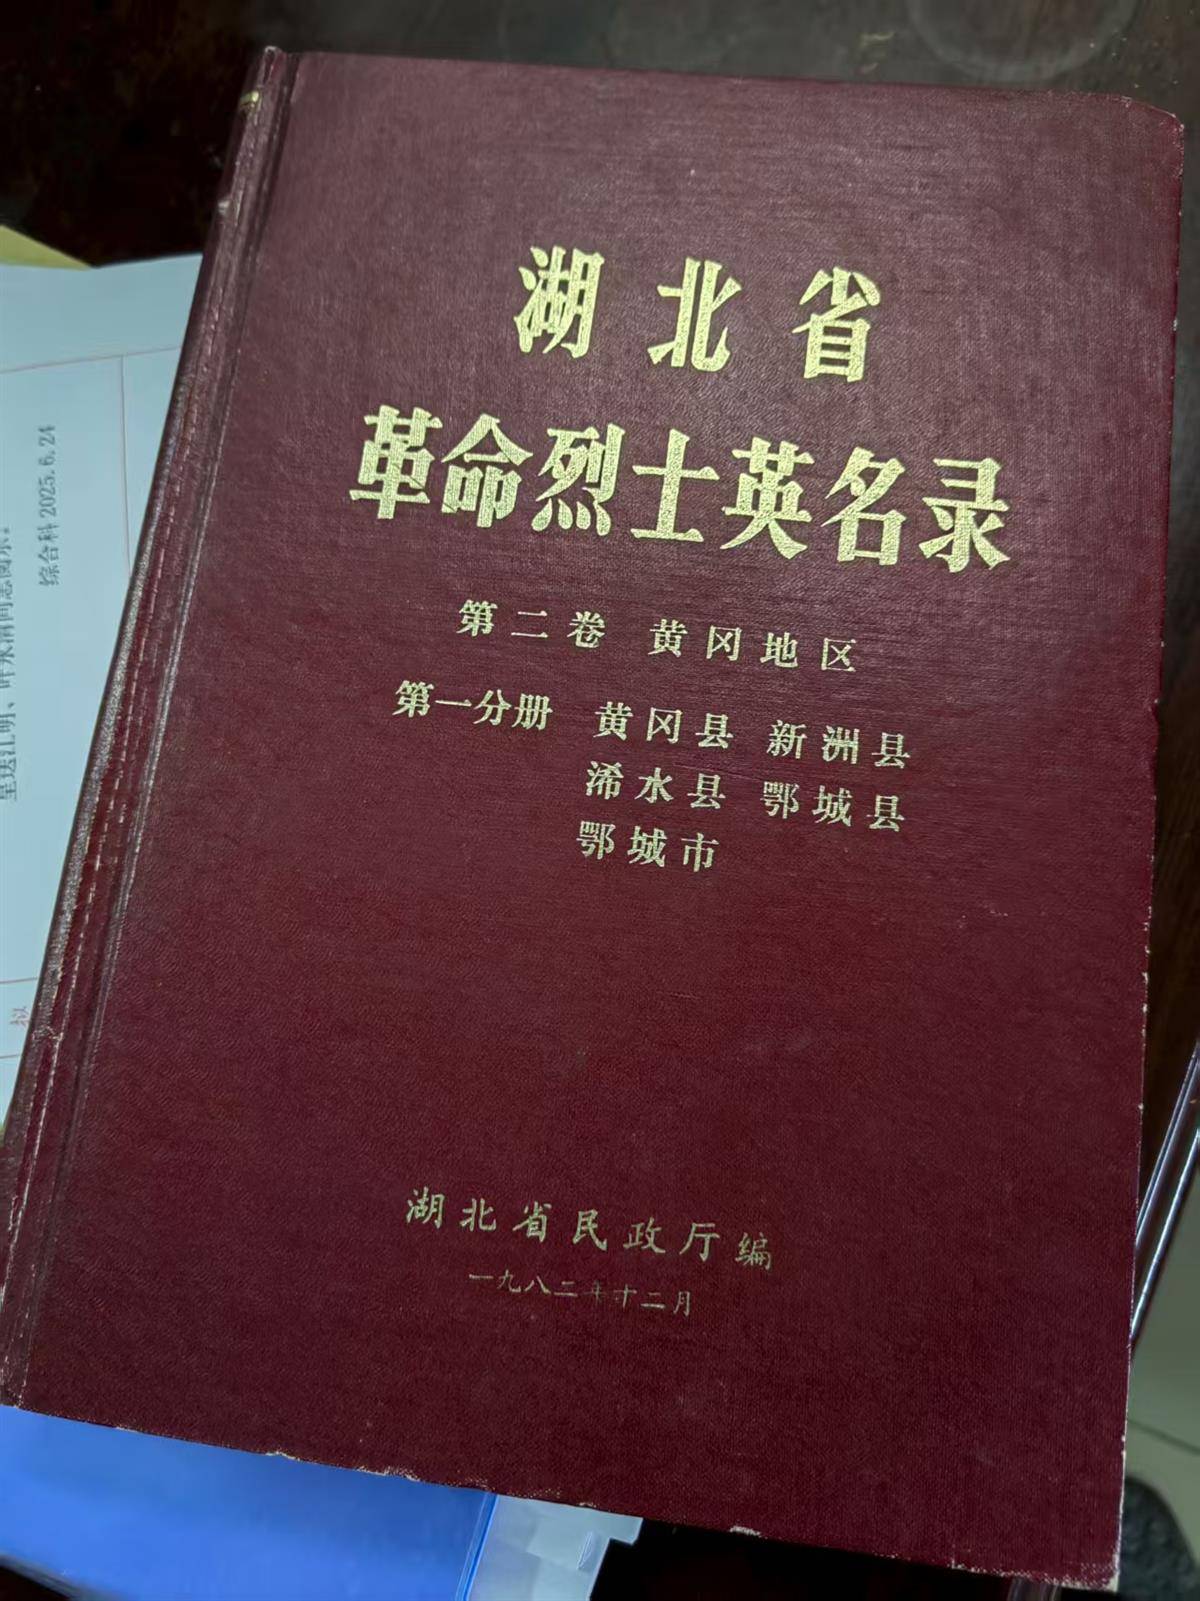 湖北省
革命烈士英名录
第二卷 黄冈地区
第一分册 黄冈县 新洲县
浠水县 鄂城县
鄂城市
湖北省民政厅编
一九八二年十二月
综合科 2025.6.24
拟